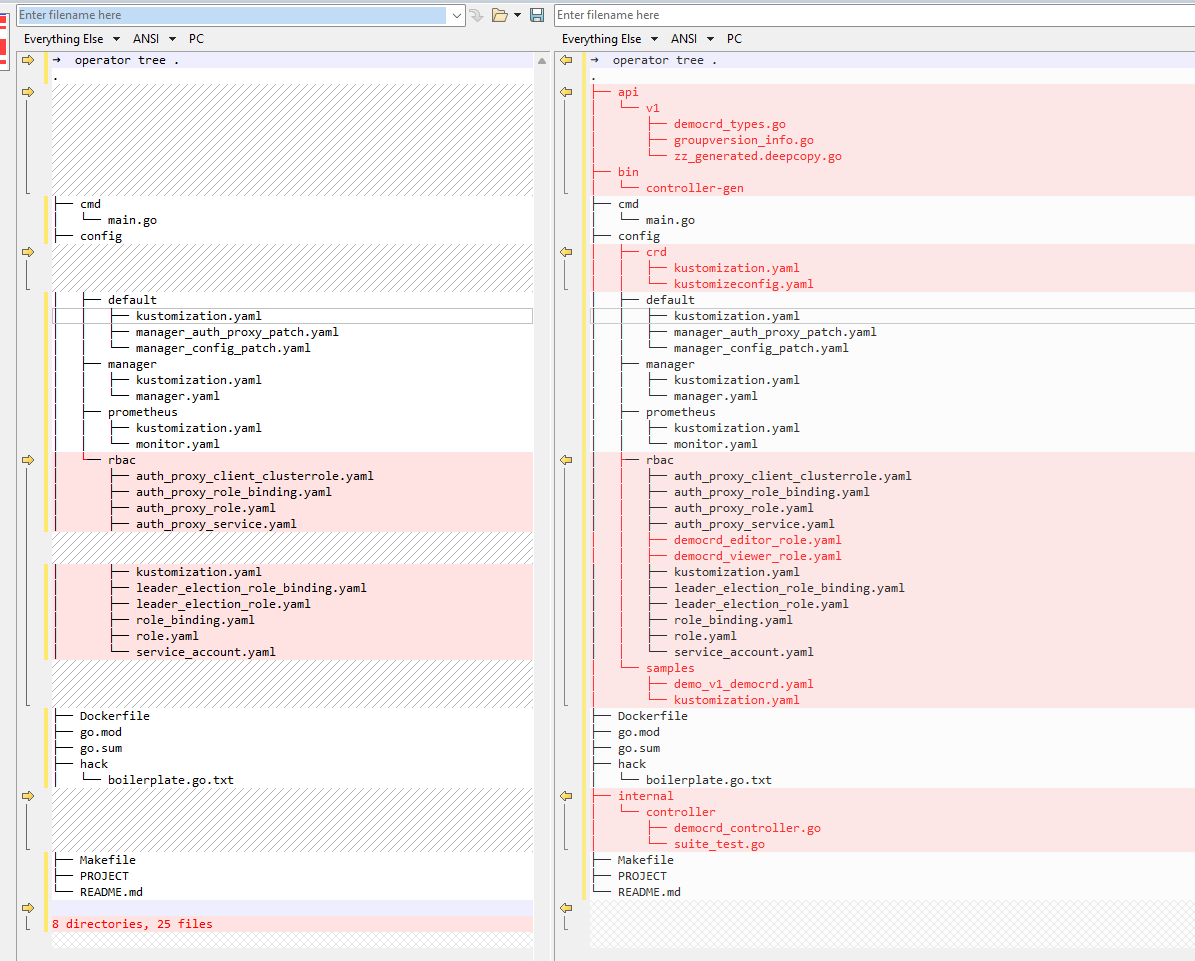 Enter filename here
Everything Else ANSI PC
→ operator tree .
.
├── cmd
│   └── main.go
├── config
│   ├── default
│   │   ├── kustomization.yaml
│   │   ├── manager_auth_proxy_patch.yaml
│   │   └── manager_config_patch.yaml
│   ├── manager
│   │   ├── kustomization.yaml
│   │   └── manager.yaml
│   ├── prometheus
│   │   ├── kustomization.yaml
│   │   └── monitor.yaml
│   └── rbac
│       ├── auth_proxy_client_clusterrole.yaml
│       ├── auth_proxy_role_binding.yaml
│       ├── auth_proxy_role.yaml
│       ├── auth_proxy_service.yaml
│       ├── kustomization.yaml
│       ├── leader_election_role_binding.yaml
│       ├── leader_election_role.yaml
│       ├── role_binding.yaml
│       ├── role.yaml
│       └── service_account.yaml
├── Dockerfile
├── go.mod
├── go.sum
├── hack
│   └── boilerplate.go.txt
├── Makefile
├── PROJECT
└── README.md
8 directories, 25 files
Enter filename here
Everything Else ANSI PC
→ operator tree .
.
├── api
│   └── v1
│       ├── democrd_types.go
│       ├── groupversion_info.go
│       └── zz_generated.deepcopy.go
├── bin
│   └── controller-gen
├── cmd
│   └── main.go
├── config
│   ├── crd
│   │   ├── kustomization.yaml
│   │   └── kustomizeconfig.yaml
│   ├── default
│   │   ├── kustomization.yaml
│   │   ├── manager_auth_proxy_patch.yaml
│   │   └── manager_config_patch.yaml
│   ├── manager
│   │   ├── kustomization.yaml
│   │   └── manager.yaml
│   ├── prometheus
│   │   ├── kustomization.yaml
│   │   └── monitor.yaml
│   ├── rbac
│   │   ├── auth_proxy_client_clusterrole.yaml
│   │   ├── auth_proxy_role_binding.yaml
│   │   ├── auth_proxy_role.yaml
│   │   ├── auth_proxy_service.yaml
│   │   ├── democrd_editor_role.yaml
│   │   ├── democrd_viewer_role.yaml
│   │   ├── kustomization.yaml
│   │   ├── leader_election_role_binding.yaml
│   │   ├── leader_election_role.yaml
│   │   ├── role_binding.yaml
│   │   ├── role.yaml
│   │   └── service_account.yaml
│   └── samples
│       ├── demo_v1_democrd.yaml
│       └── kustomization.yaml
├── Dockerfile
├── go.mod
├── go.sum
├── hack
│   └── boilerplate.go.txt
├── internal
│   └── controller
│       ├── democrd_controller.go
│       └── suite_test.go
├── Makefile
├── PROJECT
└── README.md